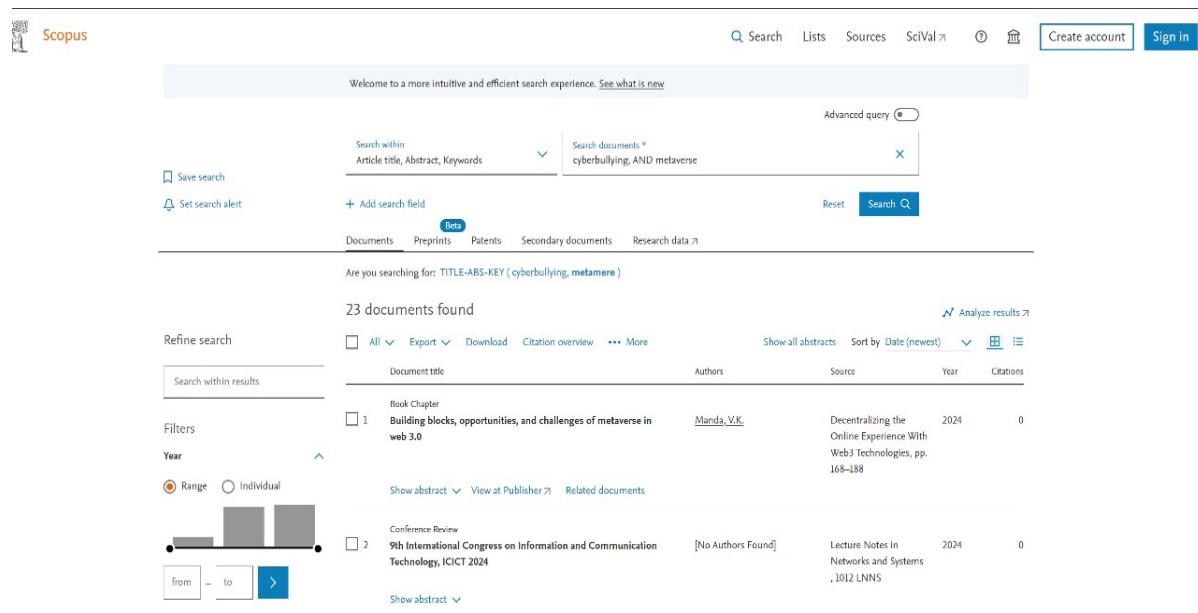 Scopus
Search
Lists
Sources
SciVal
Create account
Sign in
Welcome to a more intuitive and efficient search experience. See what is new
Advanced query
Search within
Article title, Abstract, Keywords
Search documents *
cyberbullying, AND metaverse
Save search
Set search alert
+ Add search field
Reset
Search
Beta
Documents
Preprints
Patents
Secondary documents
Research data
Are you searching for: TITLE-ABS-KEY ( cyberbullying, metamere )
23 documents found
Analyze results
Refine search
All
Export
Download
Citation overview
••• More
Show all abstracts
Sort by Date (newest)
Search within results
Document title
Authors
Source
Year
Citations
Filters
Year
Range
Individual
from – to
Book Chapter
1
Building blocks, opportunities, and challenges of metaverse in
web 3.0
Manda, V.K.
Decentralizing the
Online Experience With
Web3 Technologies, pp.
168–188
2024
0
Show abstract
View at Publisher
Related documents
Conference Review
2
9th International Congress on Information and Communication
Technology, ICICT 2024
[No Authors Found]
Lecture Notes in
Networks and Systems
, 1012 LNNS
2024
0
Show abstract